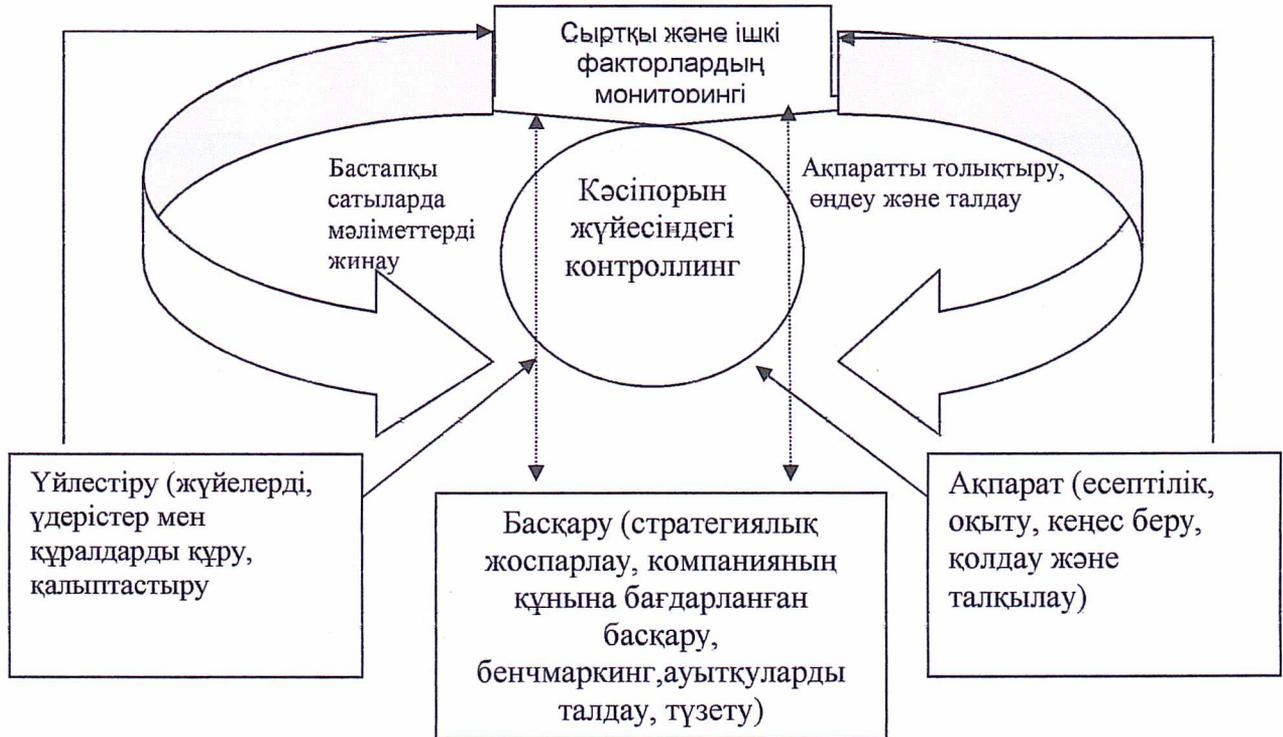 Сыртқы және ішкі
факторлардың
мониторингі
Бастапқы
сатыларда
мәліметтерді
жинау
Кәсіпорын
жүйесіндегі
контроллинг
Ақпаратты толықтыру,
өңдеу және талдау
Үйлестіру (жүйелерді,
үдерістер мен
құралдарды құру,
қалыптастыру
Басқару (стратегиялық
жоспарлау, компанияның
құнына бағдарланған
басқару,
бенчмаркинг,ауытқуларды
талдау, түзету)
Ақпарат (есептілік,
оқыту, кеңес беру,
қолдау және
талқылау)